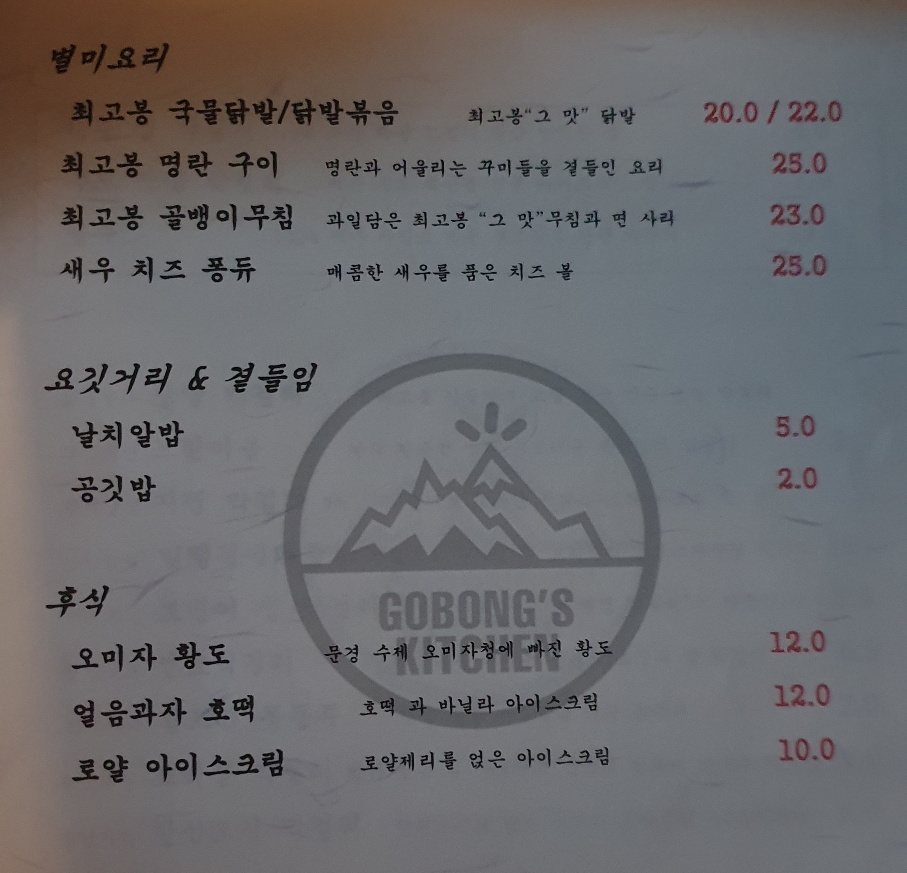 별미요리
최고봉 국물닭발/닭발볶음 최고봉“그 맛” 닭발 20.0 / 22.0
최고봉 명란 구이 명란과 어울리는 꾸미들을 곁들인 요리 25.0
최고봉 골뱅이무침 과일담은 최고봉 “그 맛”무침과 면 사리 23.0
새우 치즈 퐁듀 매콤한 새우를 품은 치즈 볼 25.0
요깃거리 & 곁들임
날치알밥 5.0
공깃밥 2.0
후식
GOBONG'S
KITCHEN
오미자 황도 문경 수제 오미자청에 빠진 황도 12.0
얼음과자 호떡 호떡 과 바닐라 아이스크림 12.0
로얄 아이스크림 로얄제리를 얹은 아이스크림 10.0